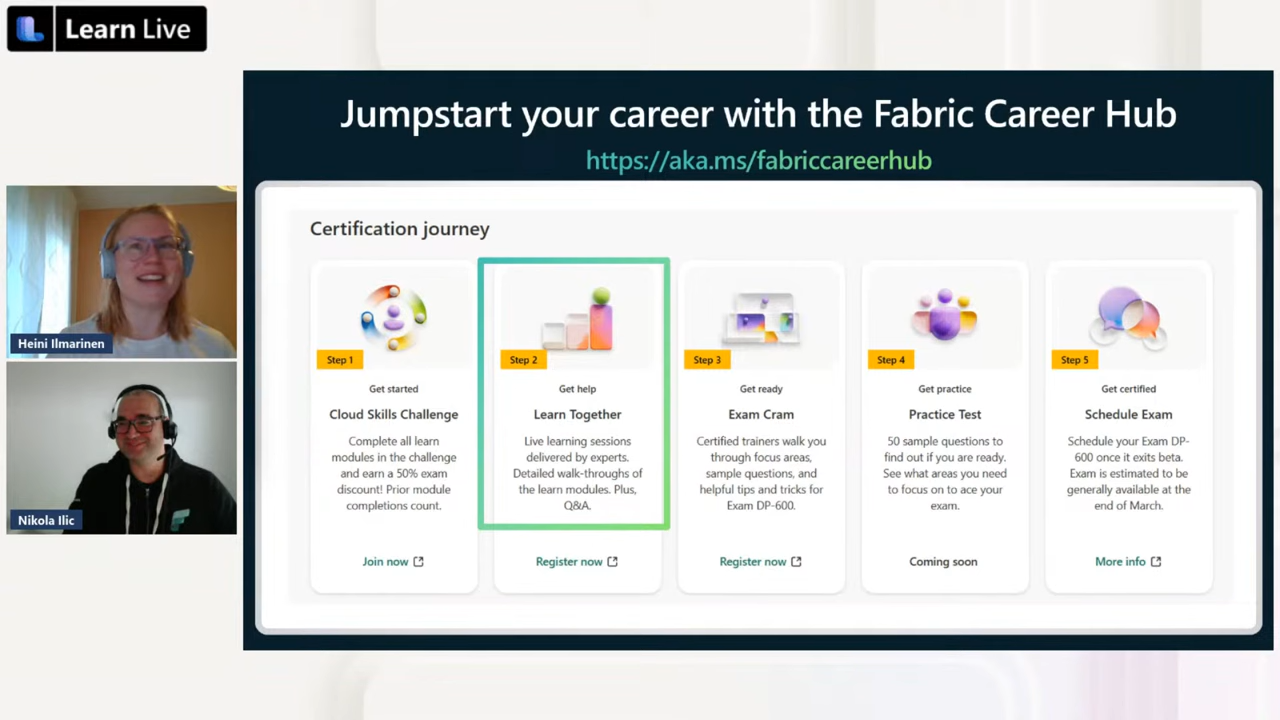 Learn Live
Jumpstart your career with the Fabric Career Hub
https://aka.ms/fabriccareerhub
Heini Ilmarinen
Nikola Ilic
Certification journey
Step 1
Get started
Cloud Skills Challenge
Complete all learn
modules in the challenge
and earn a 50% exam
discount! Prior module
completions count.
Join now
Step 2
Get help
Learn Together
Live learning sessions
delivered by experts.
Detailed walk-throughs of
the learn modules. Plus,
Q&A.
Register now
Step 3
Get ready
Exam Cram
Certified trainers walk you
through focus areas,
sample questions, and
helpful tips and tricks for
Exam DP-600.
Register now
Step 4
Get practice
Practice Test
50 sample questions to
find out if you are ready.
See what areas you need
to focus on to ace your
exam.
Coming soon
Step 5
Get certified
Schedule Exam
Schedule your Exam DP-
600 once it exits beta.
Exam is estimated to be
generally available at the
end of March.
More info